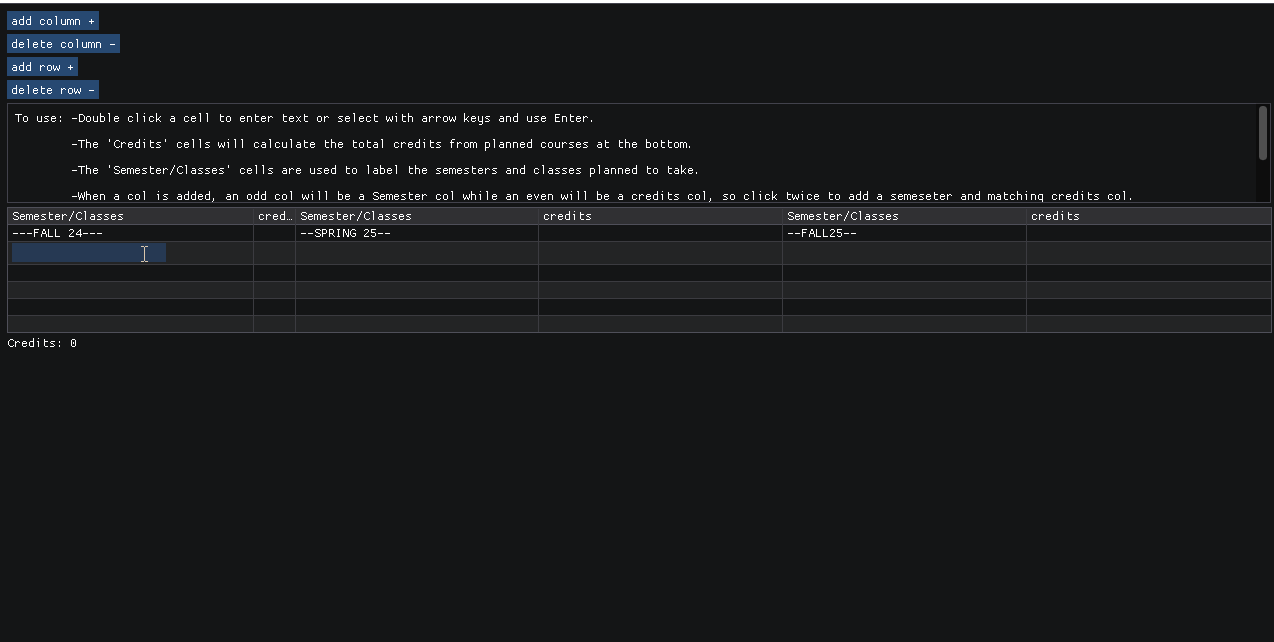 add column +
delete column -
add row +
delete row -
To use: -Double click a cell to enter text or select with arrow keys and use Enter.
-The 'Credits' cells will calculate the total credits from planned courses at the bottom.
-The 'Semester/Classes' cells are used to label the semesters and classes planned to take.
-When a col is added, an odd col will be a Semester col while an even will be a credits col, so click twice to add a semeseter and matching credits col.
Semester/Classes cred… Semester/Classes credits Semester/Classes credits
---FALL 24--- --SPRING 25-- --FALL25--
Credits: 0